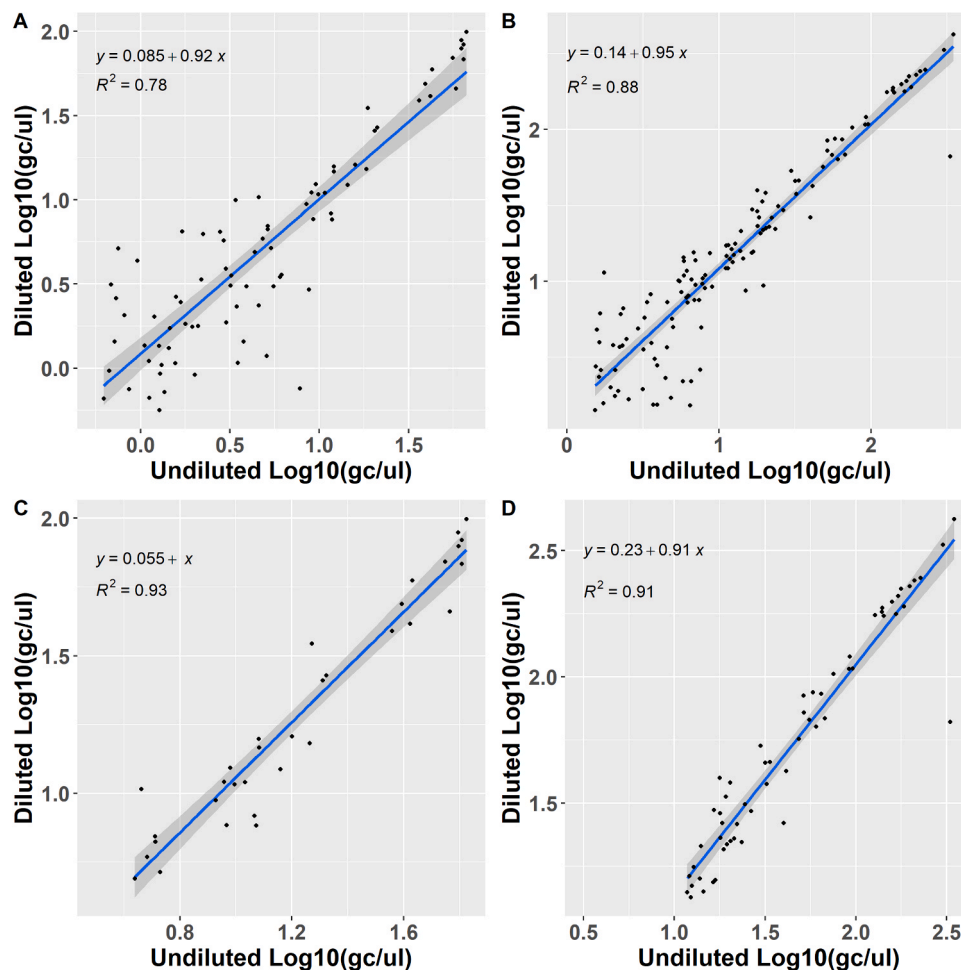 A
y = 0.085 + 0.92 x
R² = 0.78
2.0
1.5
1.0
0.5
0.0
Diluted Log10(gc/ul)
0.0 0.5 1.0 1.5
Undiluted Log10(gc/ul)
B
y = 0.14 + 0.95 x
R² = 0.88
2
1
Diluted Log10(gc/ul)
0 1 2
Undiluted Log10(gc/ul)
C
y = 0.055 + x
R² = 0.93
2.0
1.5
1.0
Diluted Log10(gc/ul)
0.8 1.2 1.6
Undiluted Log10(gc/ul)
D
y = 0.23 + 0.91 x
R² = 0.91
2.5
2.0
1.5
Diluted Log10(gc/ul)
0.5 1.0 1.5 2.0 2.5
Undiluted Log10(gc/ul)